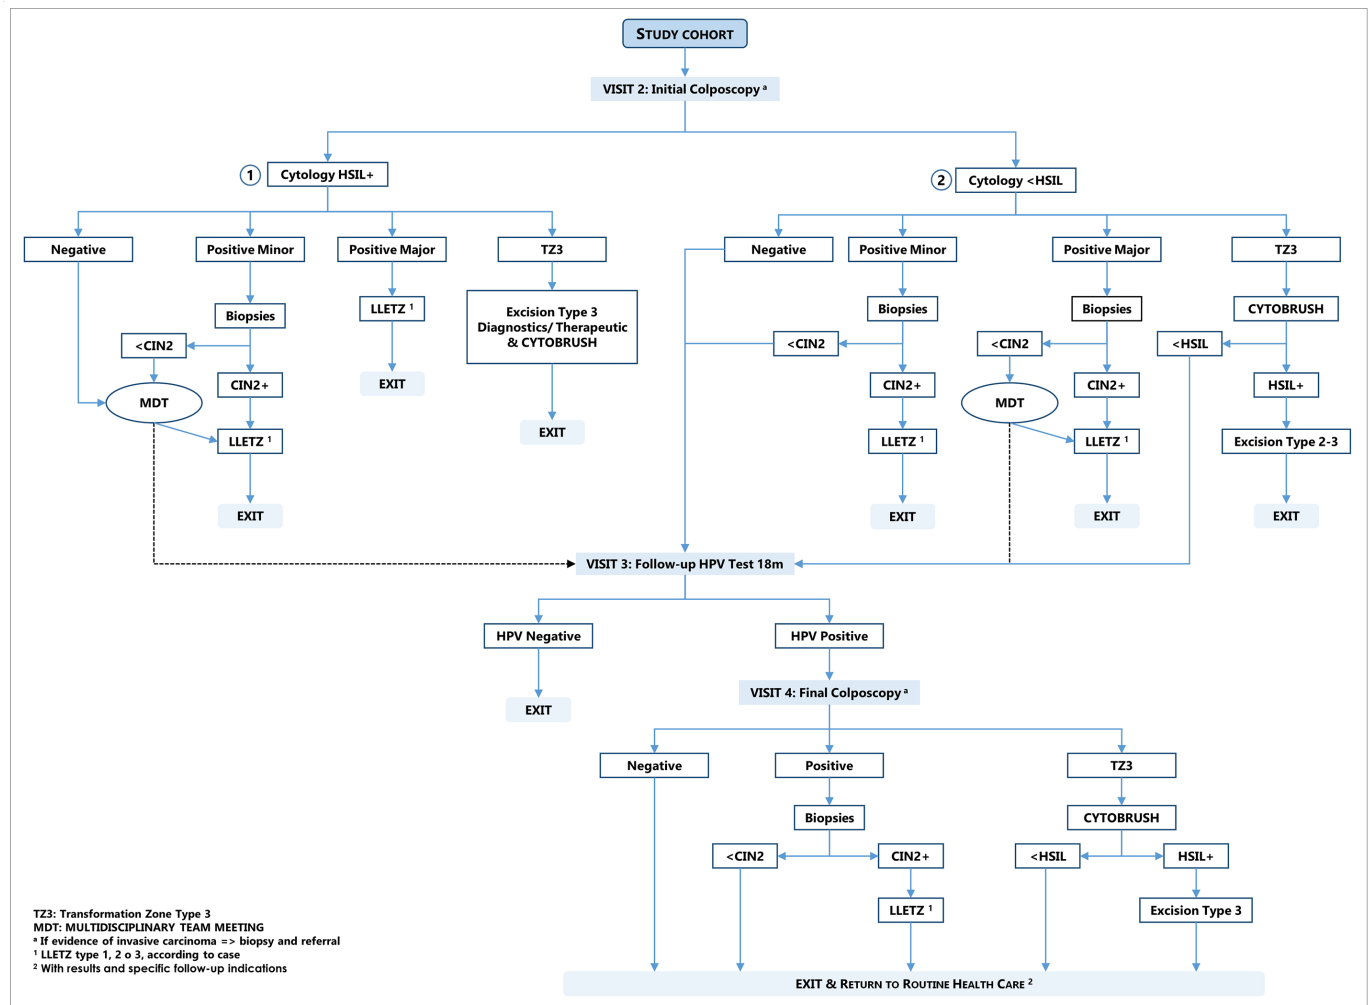 STUDY COHORT
VISIT 2: Initial Colposcopy a
1
Cytology HSIL+
2
Cytology <HSIL
Negative
Positive Minor
Positive Major
TZ3
Negative
Positive Minor
Positive Major
TZ3
Biopsies
LLETZ 1
Excision Type 3
Diagnostics/ Therapeutic
& CYTOBRUSH
Biopsies
Biopsies
CYTOBRUSH
<CIN2
<CIN2
<CIN2
<HSIL
MDT
CIN2+
EXIT
CIN2+
MDT
CIN2+
HSIL+
LLETZ 1
EXIT
LLETZ 1
LLETZ 1
Excision Type 2-3
EXIT
EXIT
EXIT
EXIT
VISIT 3: Follow-up HPV Test 18m
HPV Negative
HPV Positive
EXIT
VISIT 4: Final Colposcopy a
Negative
Positive
TZ3
Biopsies
CYTOBRUSH
<CIN2
CIN2+
<HSIL
HSIL+
LLETZ 1
Excision Type 3
EXIT & RETURN TO ROUTINE HEALTH CARE 2
TZ3: Transformation Zone Type 3
MDT: MULTIDISCIPLINARY TEAM MEETING
a If evidence of invasive carcinoma => biopsy and referral
1 LLETZ type 1, 2 o 3, according to case
2 With results and specific follow-up indications